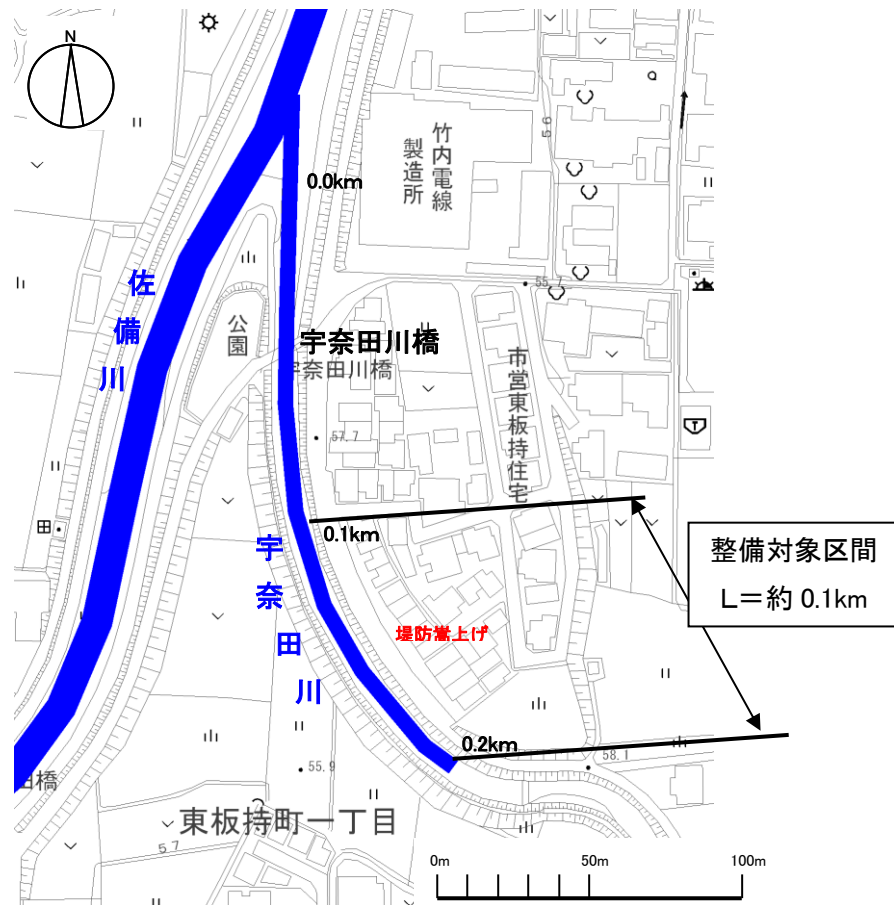 N
竹内電線
製造所
5.6
0.0km
55.7
佐備川
公園
宇奈田川橋
宇奈田川橋
市営東板持住宅
57.7
0.1km
整備対象区間
L=約 0.1km
宇奈田川
堤防嵩上げ
0.2km
58.1
55.9
田橋
東板持町一丁目
57
0m
50m
100m